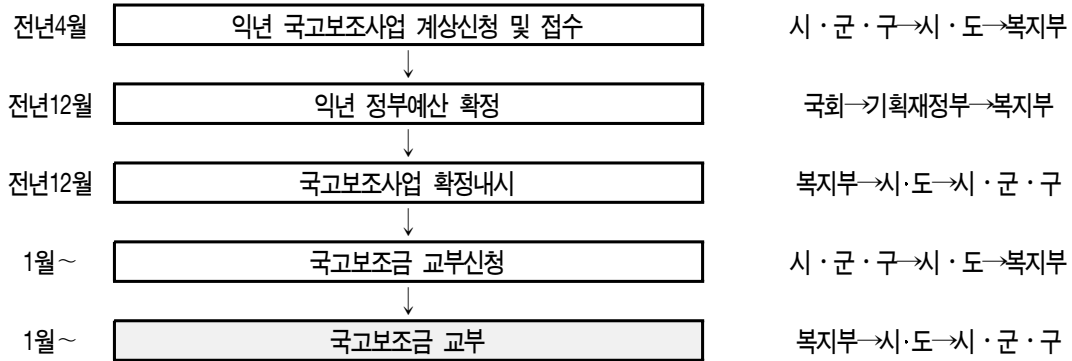 전년4월 익년 국고보조사업 계상신청 및 접수 시・군・구→시・도→복지부
↓
전년12월 익년 정부예산 확정 국회→기획재정부→복지부
↓
전년12월 국고보조사업 확정내시 복지부→시·도→시・군・구
↓
1월~ 국고보조금 교부신청 시・군・구→시・도→복지부
↓
1월~ 국고보조금 교부 복지부→시·도→시・군・구